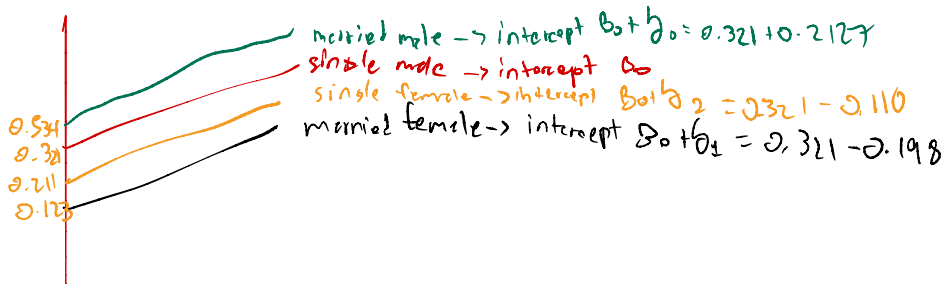 married male -> intercept B₀ + δ₀ = 0.321 + 0.2127
single male -> intercept B₀
single female -> intercept B₀ + δ2 = 0.321 - 0.110
married female -> intercept B₀ + δ1 = 0.321 - 0.198
0.534
0.321
0.211
0.123